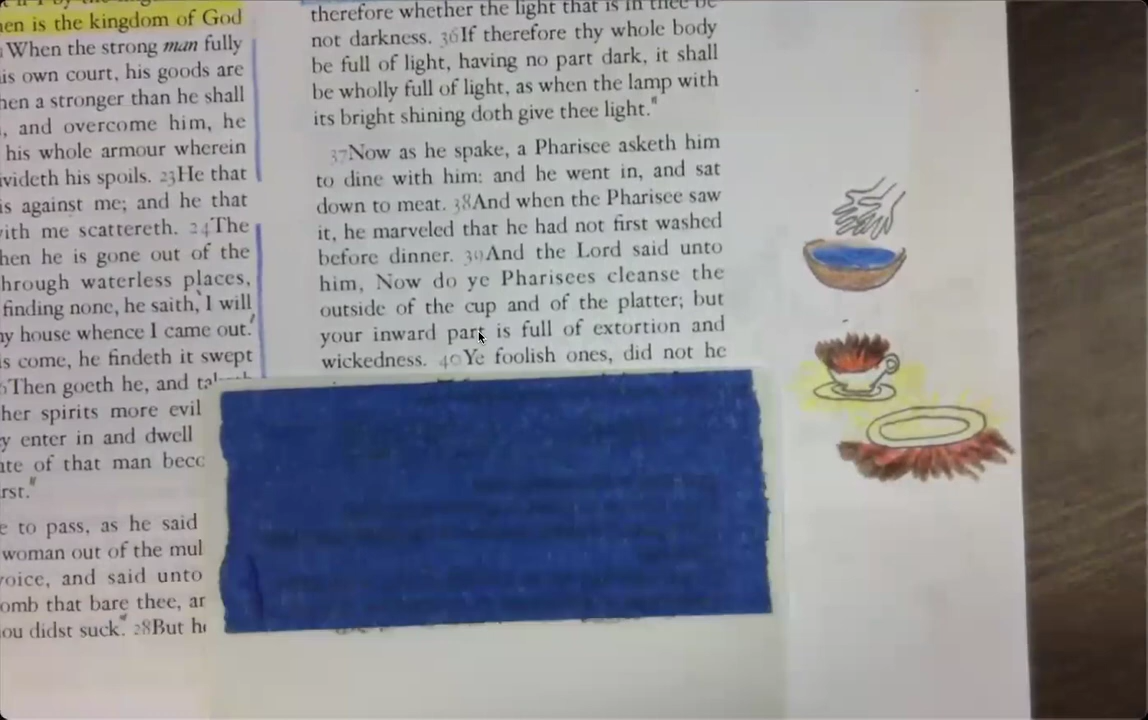 nen is the kingdom of God
When the strong man fully
is own court, his goods are
hen a stronger than he shall
, and overcome him, he
his whole armour wherein
ivideth his spoils. 23He that
is against me; and he that
ith me scattereth. 24The
hen he is gone out of the
hrough waterless places,
finding none, he saith, I will
y house whence I came out.
is come, he findeth it swept
Then goeth he, and
her spirits more evil
y enter in and dwell
ate of that man becc
rst."
e to pass, as he said
woman out of the mul
voice, and said unto
omb that bare thee, ar
ou didst suck. 28But he
therefore whether the light that is in thee be
not darkness. 36If therefore thy whole body
be full of light, having no part dark, it shall
be wholly full of light, as when the lamp with
its bright shining doth give thee light."
37Now as he spake, a Pharisee asketh him
to dine with him: and he went in, and sat
down to meat. 38And when the Pharisee saw
it, he marveled that he had not first washed
before dinner. 39And the Lord said unto
him, Now do ye Pharisees cleanse the
outside of the cup and of the platter; but
your inward part is full of extortion and
wickedness. 40Ye foolish ones, did not he